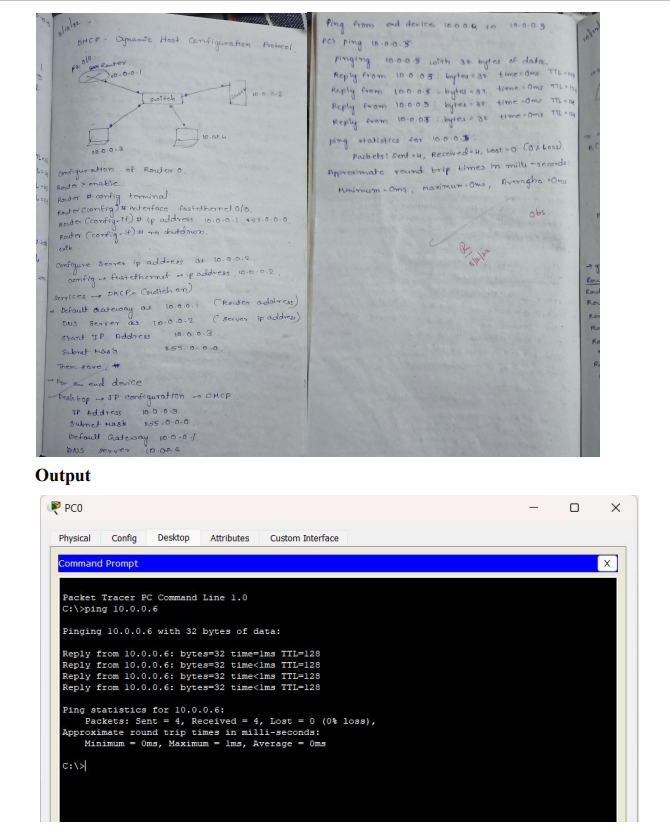 DHCP - Dynamic Host Configuration Protocol
Router
10.0.0.1
switch
10.0.0.2
10.0.0.3
10.0.0.4
Configuration of Router 0
Router > enable
Router # config terminal
Router (config) # interface fastethernet 0/0
Router (config-if) # ip address 10.0.0.1 255.0.0.0
Router (config-if) # no shutdown
exit
Configure Server ip address as 10.0.0.2
config → fastethernet → ip address, 10.0.0.2
Services → DHCP (switch on)
Default Gateway as 10.0.0.1 (Router address)
DNS Server as 10.0.0.2 (server ip address)
Start IP Address 10.0.0.3
Subnet Mask 255.0.0.0
Then save
end device
Desktop → IP configuration → DHCP
IP Address 10.0.0.3
Subnet Mask 255.0.0.0
Default Gateway 10.0.0.1
DNS server
Ping from end device 10.0.0.4 to 10.0.0.3
Ping 10.0.0.3
Pinging 10.0.0.3 with 32 bytes of data
Reply from 10.0.0.3: bytes=32 time=0ms
Reply from 10.0.0.3: bytes=32 time=0ms
Reply from 10.0.0.3: bytes=32 time=0ms
Reply from 10.0.0.3: bytes=32 time=0ms
Ping statistics for 10.0.0.3
Packets: Sent=4, Received=4, Lost=0 (0% loss)
Approximate round trip times in milli-seconds
Minimum=0ms, Maximum=0ms, Average=0ms
Output
PC0
Physical Config Desktop Attributes Custom Interface
Command Prompt X
Packet Tracer PC Command Line 1.0
C:\>ping 10.0.0.6
Pinging 10.0.0.6 with 32 bytes of data:
Reply from 10.0.0.6: bytes=32 time=1ms TTL=128
Reply from 10.0.0.6: bytes=32 time<1ms TTL=128
Reply from 10.0.0.6: bytes=32 time<1ms TTL=128
Reply from 10.0.0.6: bytes=32 time<1ms TTL=128
Ping statistics for 10.0.0.6:
Packets: Sent = 4, Received = 4, Lost = 0 (0% loss),
Approximate round trip times in milli-seconds:
Minimum = 0ms, Maximum = 1ms, Average = 0ms
C:\>